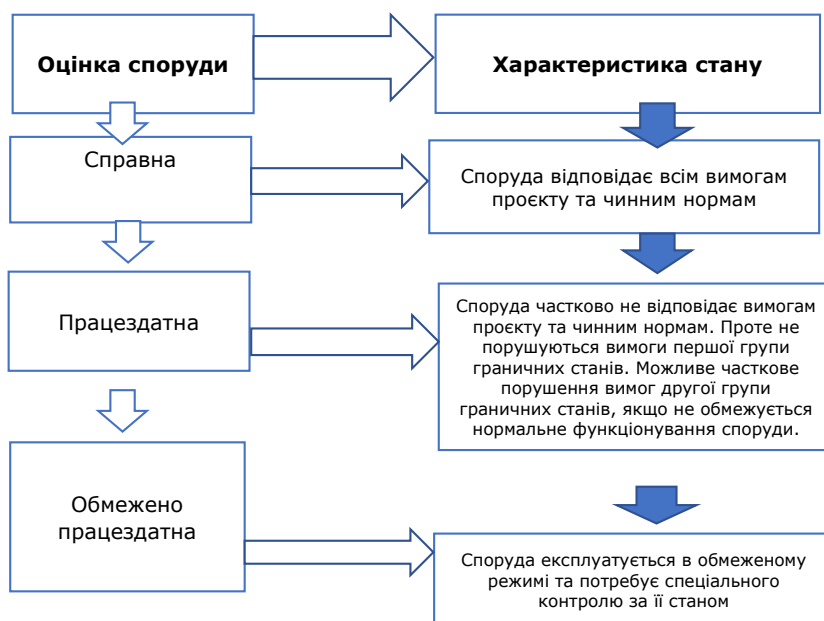 Оцінка споруди
Характеристика стану
Справна
Споруда відповідає всім вимогам
проєкту та чинним нормам
Працездатна
Споруда частково не відповідає вимогам
проєкту та чинним нормам. Проте не
порушуються вимоги першої групи
граничних станів. Можливе часткове
порушення вимог другої групи
граничних станів, якщо не обмежується
нормальне функціонування споруди.
Обмежено
працездатна
Споруда експлуатується в обмеженому
режимі та потребує спеціального
контролю за її станом